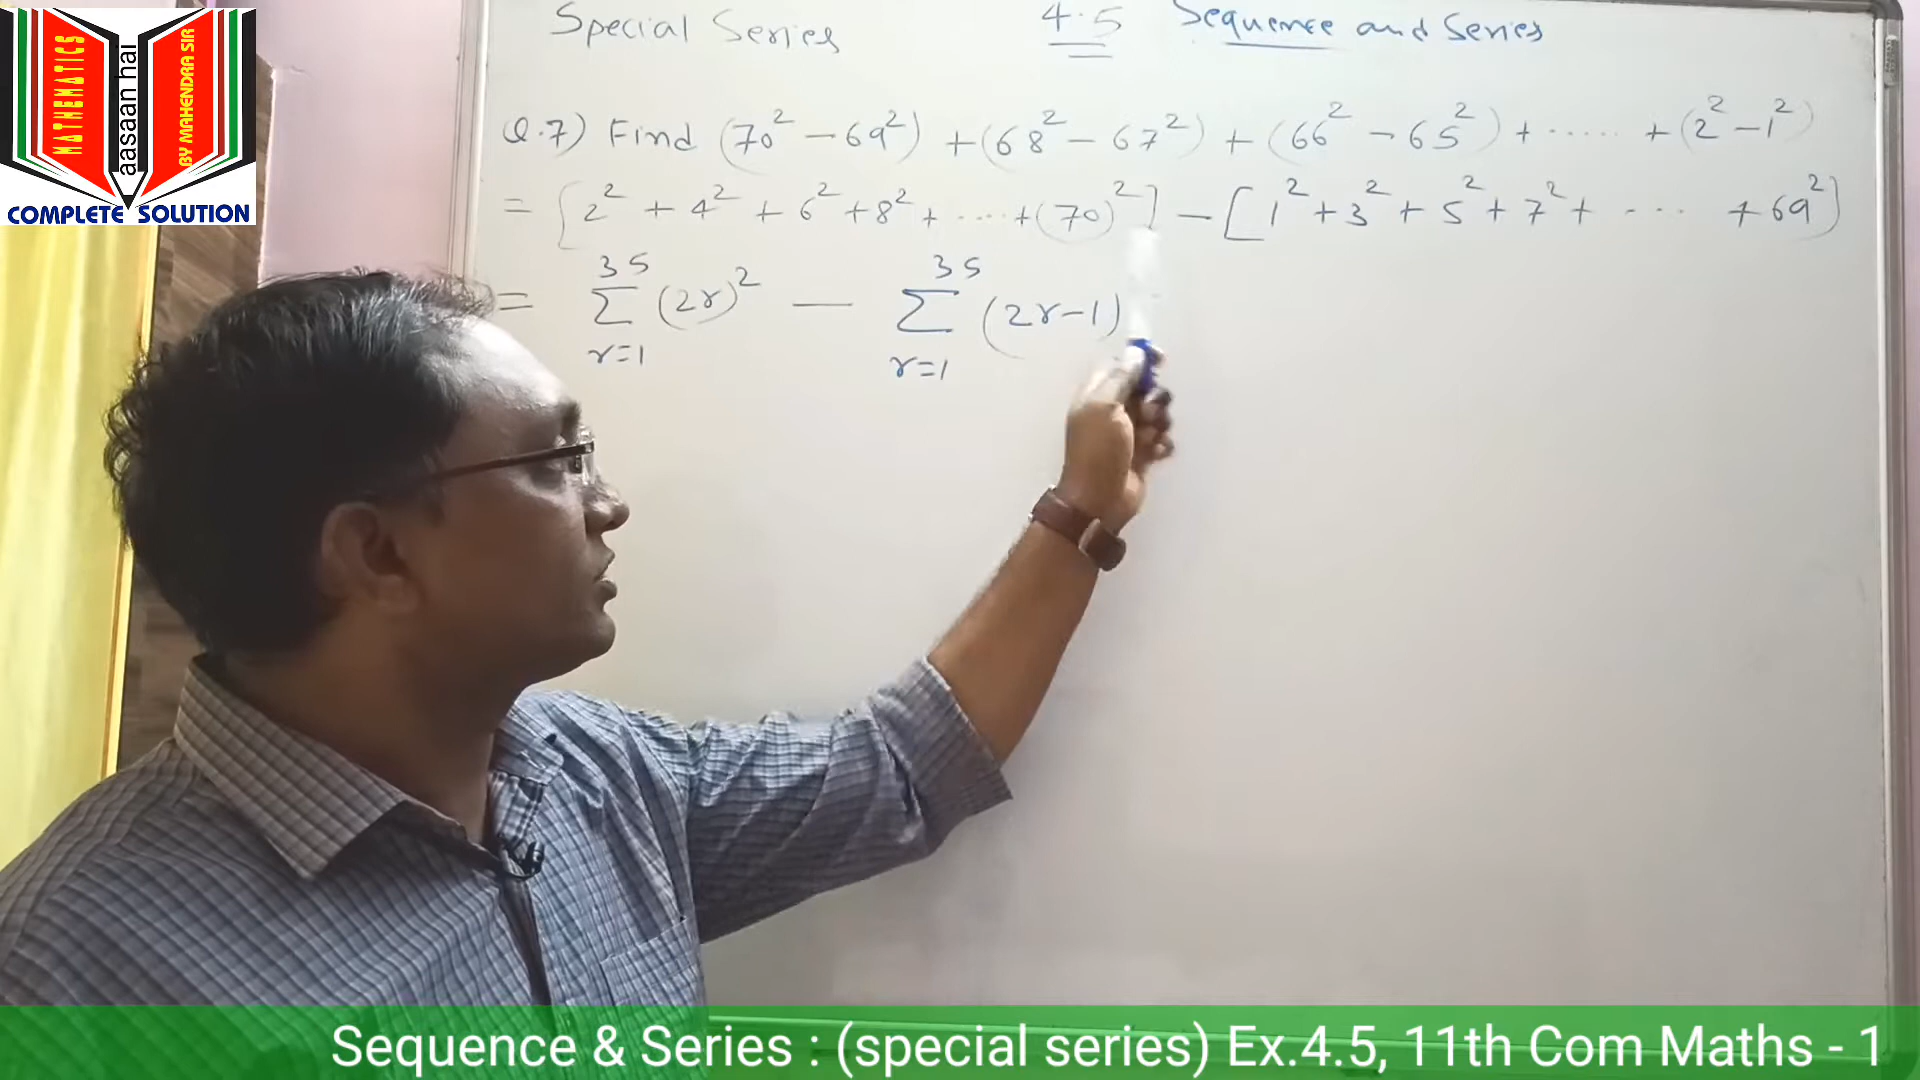 MATHEMATICS
aasaan hai
BY MAHENDRA SIR
COMPLETE SOLUTION
Special Series 4.5 Sequence and Series
Q.7) Find (70² - 69²) + (68² - 67²) + (66² - 65²) + ..... + (2² - 1²)
= [2² + 4² + 6² + 8² + ..... + (70)²] - [1² + 3² + 5² + 7² + ..... + 69²]
= 35 Σ r=1 (2r)² — 35 Σ r=1 (2r-1)
Sequence & Series : (special series) Ex.4.5, 11th Com Maths - 1